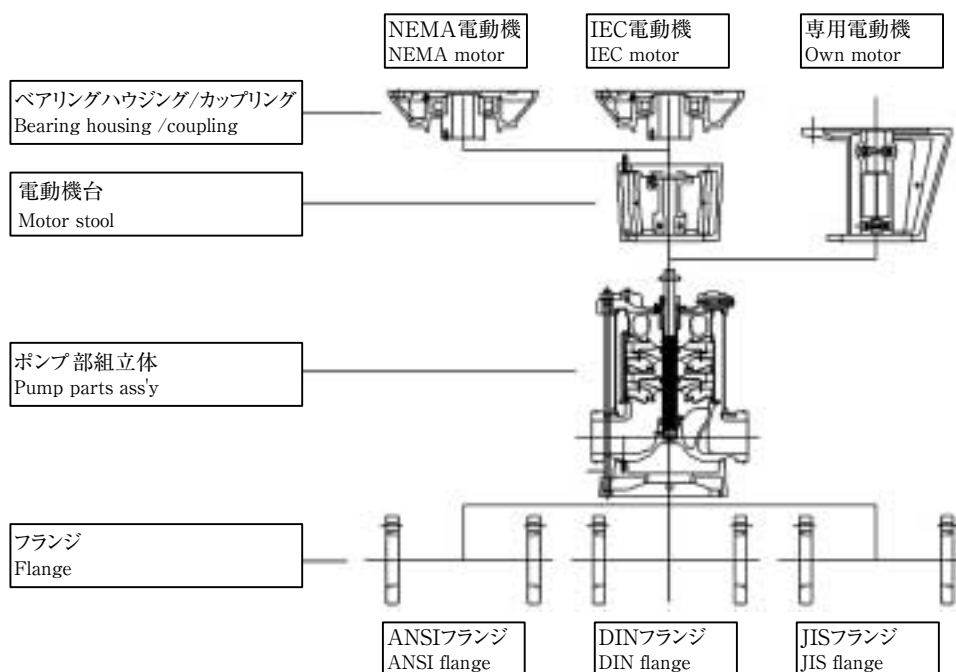 NEMA電動機
NEMA motor
IEC電動機
IEC motor
専用電動機
Own motor
ベアリングハウジング/カップリング
Bearing housing /coupling
電動機台
Motor stool
ポンプ部組立体
Pump parts ass'y
フランジ
Flange
ANSIフランジ
ANSI flange
DINフランジ
DIN flange
JISフランジ
JIS flange